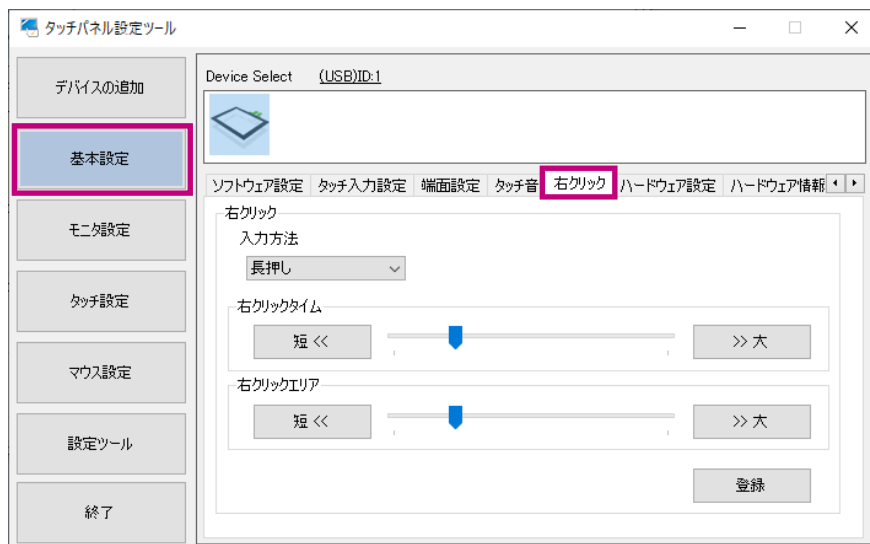 タッチパネル設定ツール
デバイスの追加
基本設定
モニタ設定
タッチ設定
マウス設定
設定ツール
終了
Device Select (USB)ID:1
ソフトウェア設定 タッチ入力設定 端面設定 タッチ音 右クリック ハードウェア設定 ハードウェア情報
右クリック
入力方法
長押し
右クリックタイム
短 << >> 大
右クリックエリア
短 << >> 大
登録